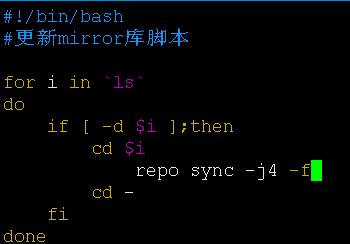 #!/bin/bash
#更新mirror库脚本
for i in `ls`
do
    if [ -d $i ];then
        cd $i
            repo sync -j4 -f
        cd -
    fi
done